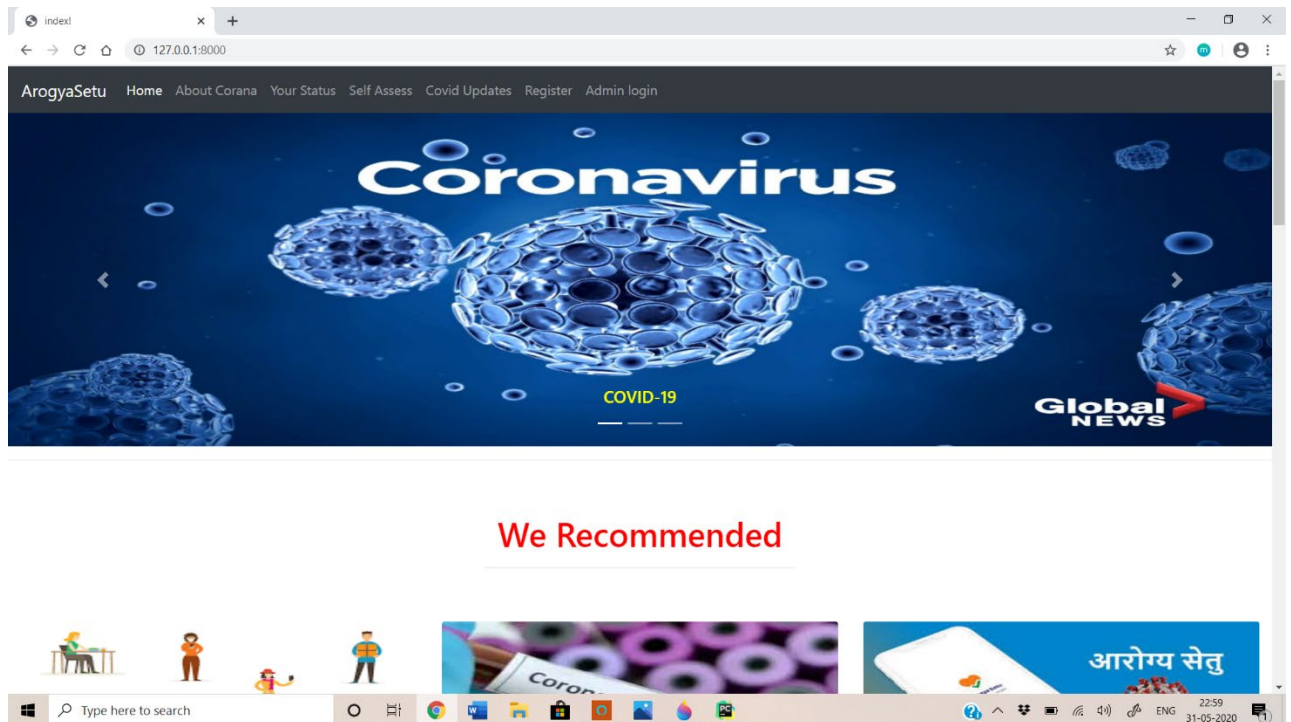 index!
127.0.0.1:8000
ArogyaSetu Home About Corana Your Status Self Assess Covid Updates Register Admin login
Coronavirus
COVID-19
Global
NEWS
We Recommended
आरोग्य सेतु
Type here to search
ENG
22:59
31-05-2020